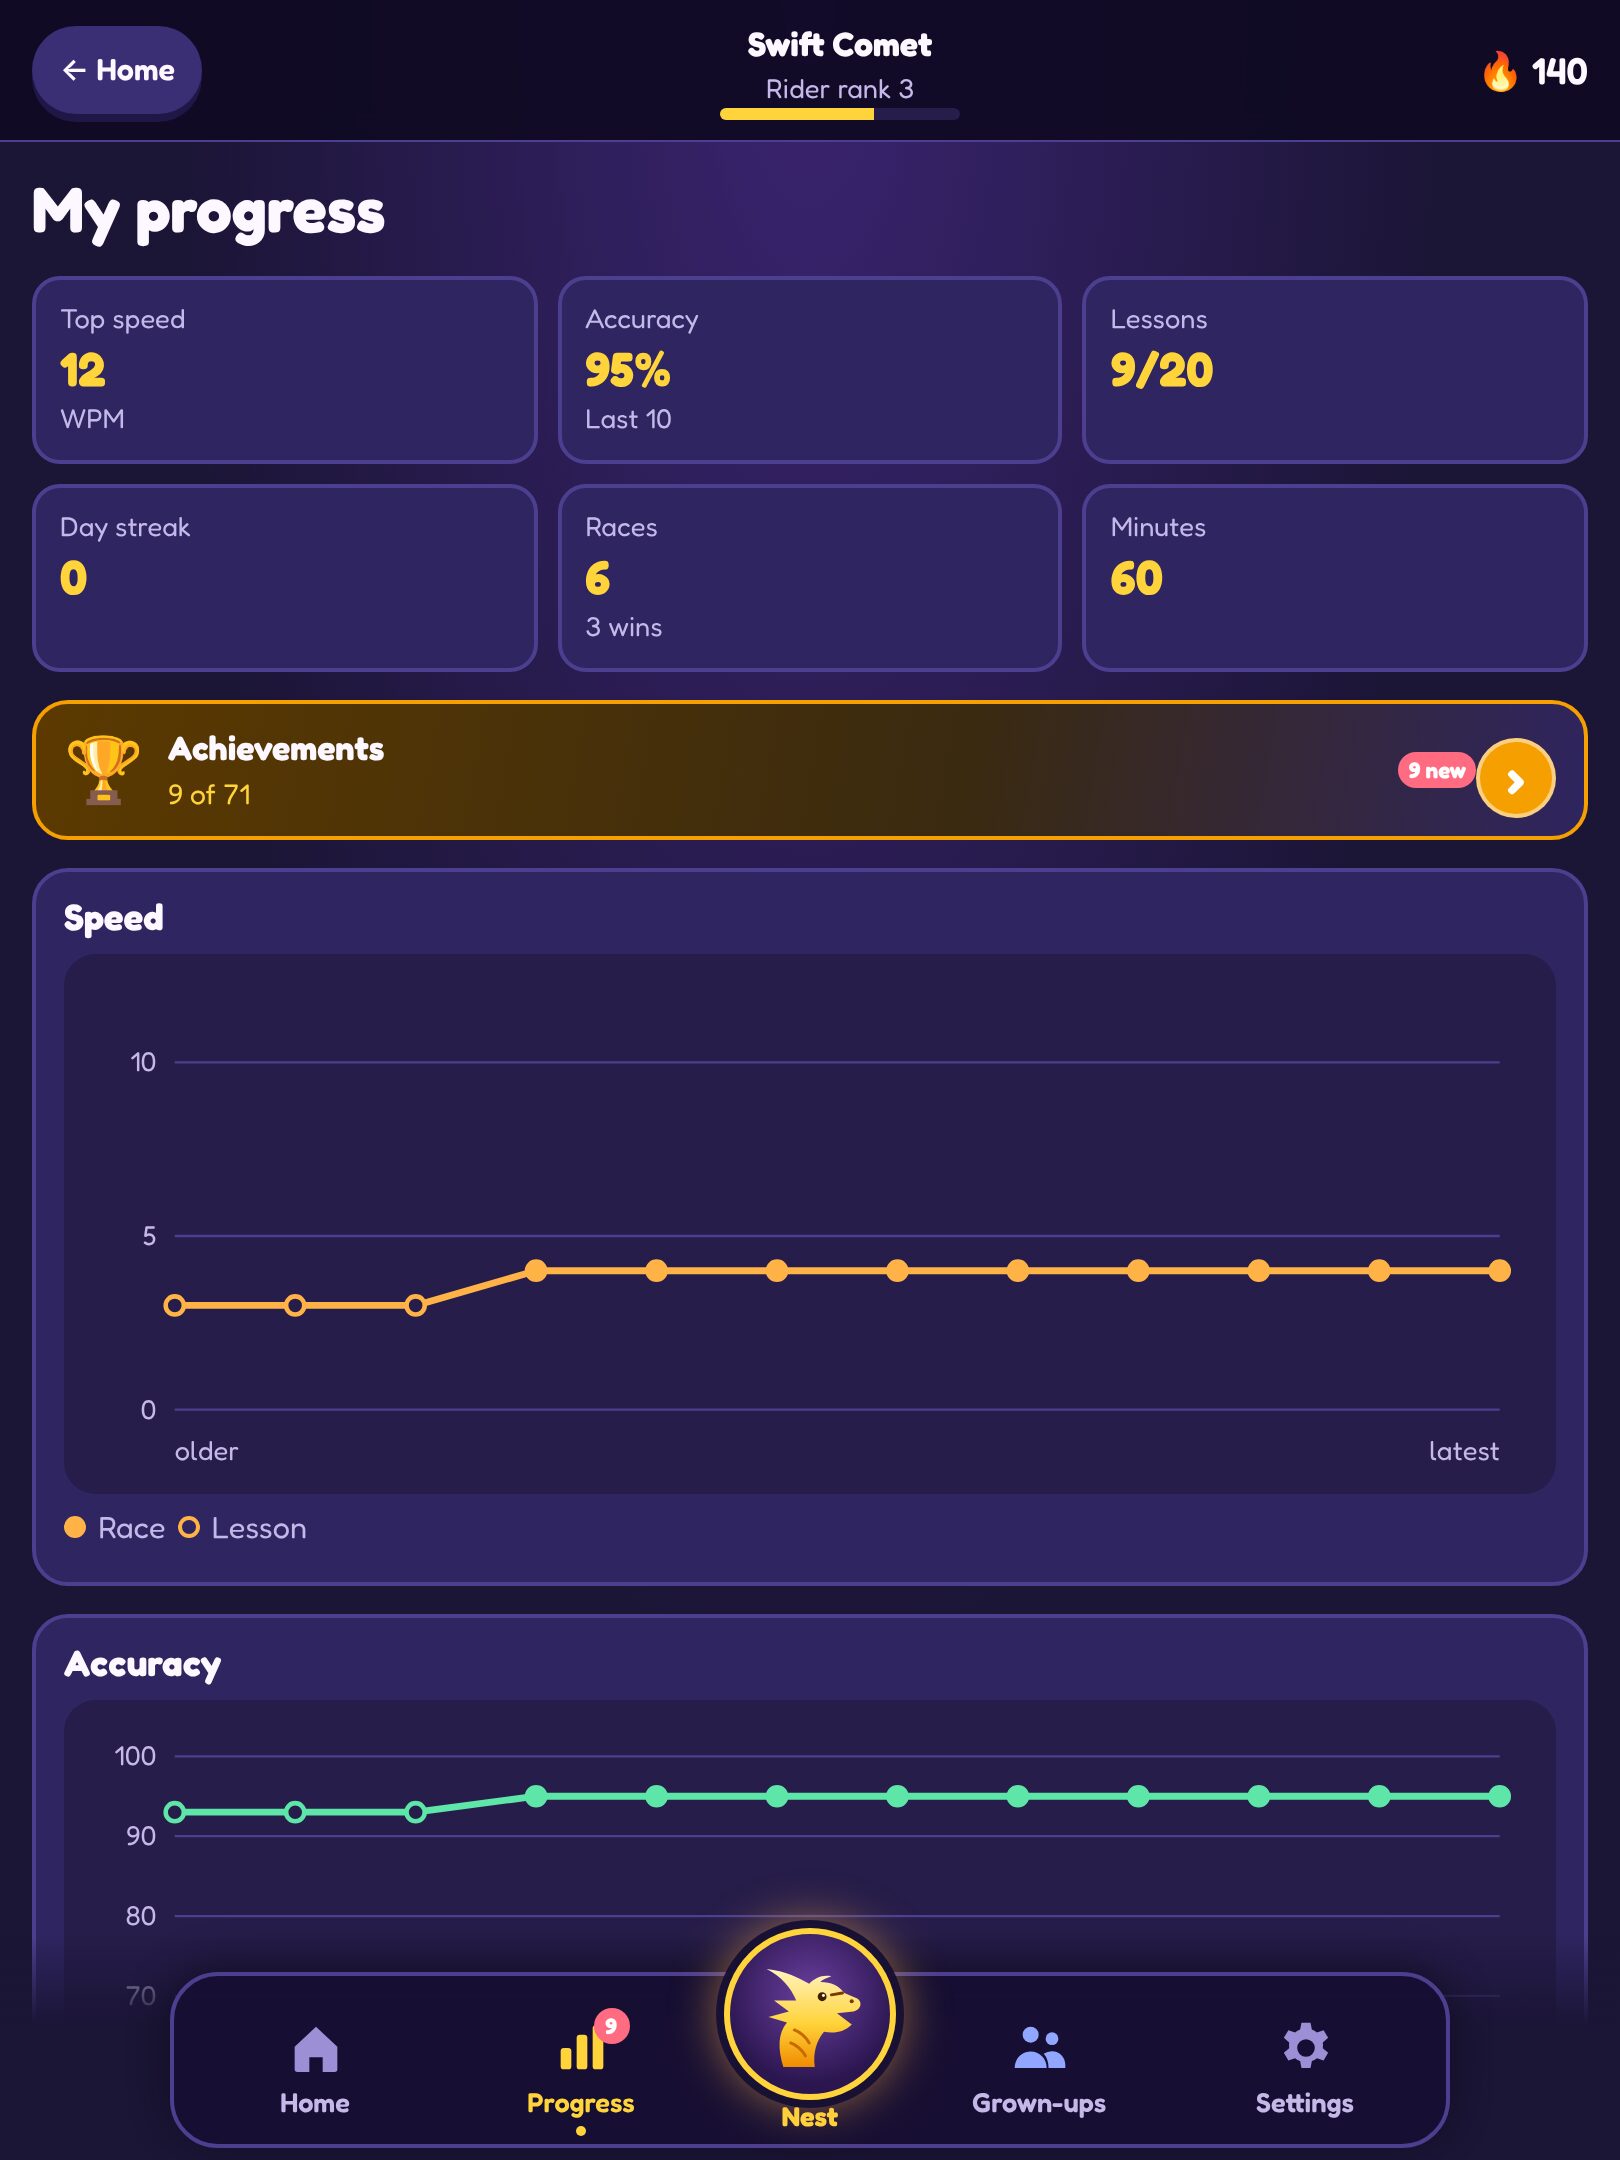 ← Home
Swift Comet
Rider rank 3
140
My progress
Top speed
12
WPM
Accuracy
95%
Last 10
Lessons
9/20
Day streak
0
Races
6
3 wins
Minutes
60
Achievements
9 of 71
9 new
Speed
10
5
0
older
latest
Race
Lesson
Accuracy
100
90
80
70
Home
9
Progress
Nest
Grown-ups
Settings